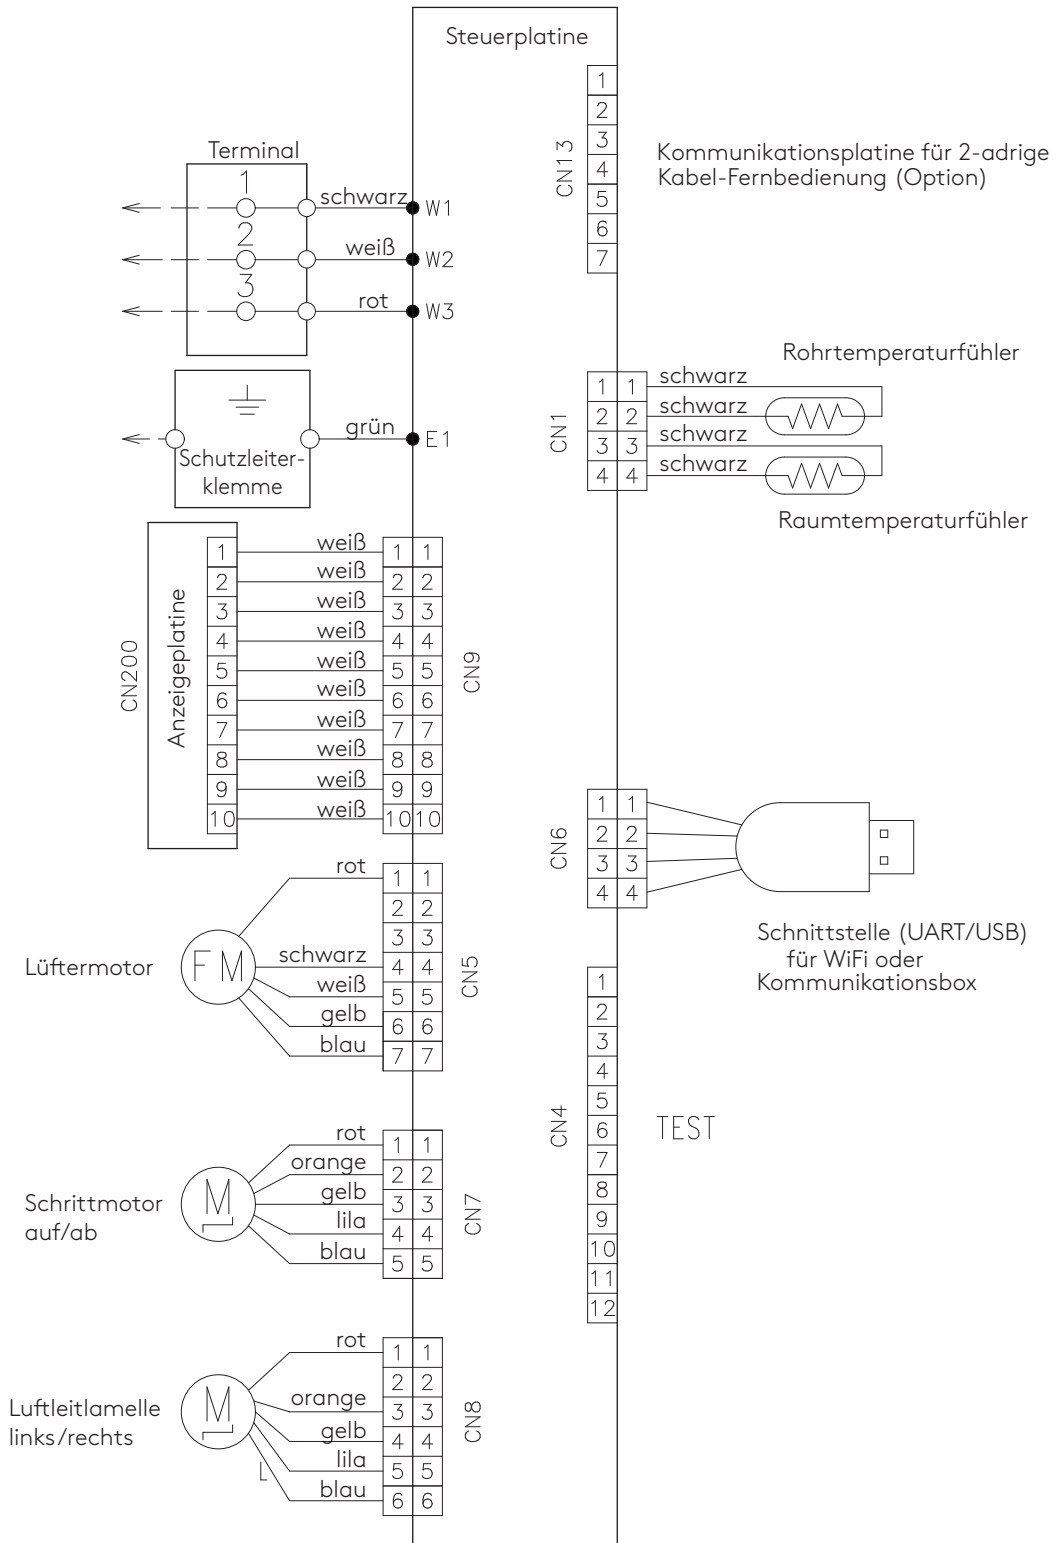 Steuerplatine
1
2
3
4
5
6
7
CN13
Kommunikationsplatine für 2-adrige
Kabel-Fernbedienung (Option)
Terminal
1
schwarz
W1
2
weiß
W2
3
rot
W3
grün
E1
Schutzleiter-
klemme
Rohrtemperaturfühler
CN1
1 1 schwarz
2 2 schwarz
3 3 schwarz
4 4 schwarz
Raumtemperaturfühler
CN200
Anzeigeplatine
1 weiß 1 1
2 weiß 2 2
3 weiß 3 3
4 weiß 4 4
5 weiß 5 5
6 weiß 6 6
7 weiß 7 7
8 weiß 8 8
9 weiß 9 9
10 weiß 10 10
CN9
CN6
1 1
2 2
3 3
4 4
Schnittstelle (UART/USB)
für WiFi oder
Kommunikationsbox
Lüftermotor
FM
rot 1 1
2 2
3 3
schwarz 4 4
weiß 5 5
gelb 6 6
blau 7 7
CN5
CN4
1
2
3
4
5
6
7
8
9
10
11
12
TEST
Schrittmotor
auf/ab
M
rot 1 1
orange 2 2
gelb 3 3
lila 4 4
blau 5 5
CN7
Luftleitlamelle
links/rechts
M
L
rot 1 1
2 2
orange 3 3
gelb 4 4
lila 5 5
blau 6 6
CN8